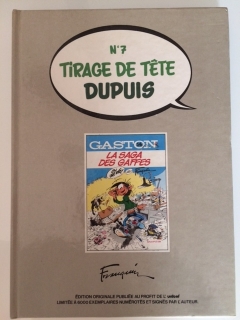 N°7
TIRAGE DE TÊTE
DUPUIS
GASTON
LA SAGA
DES GAFFES
Franquin
ÉDITION ORIGINALE PUBLIÉE AU PROFIT DE L'unicef
LIMITÉE À 6000 EXEMPLAIRES NUMÉROTÉS ET SIGNÉS PAR L'AUTEUR